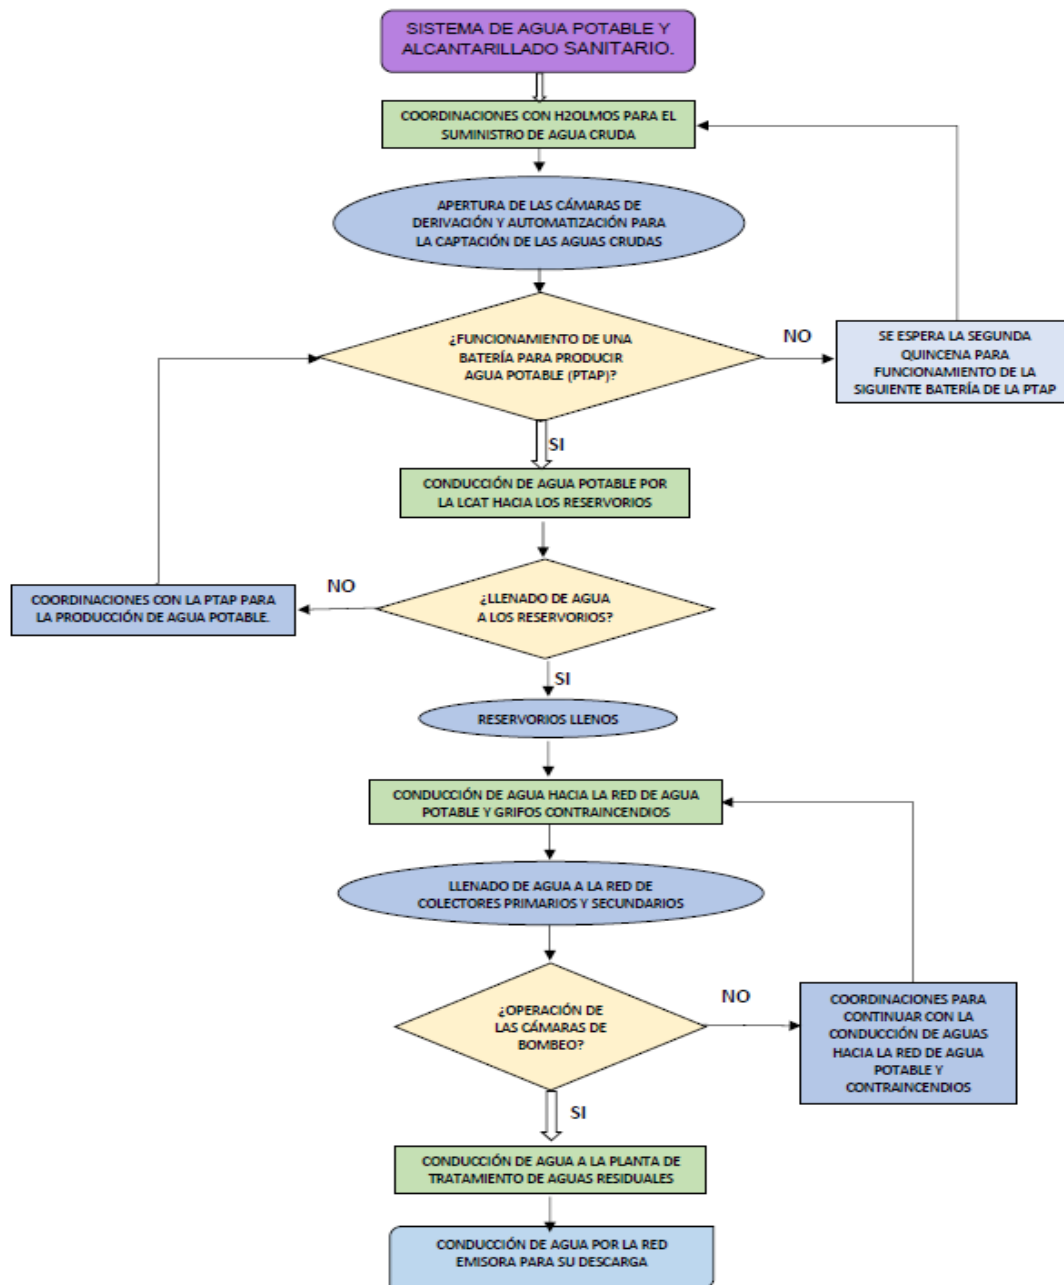 SISTEMA DE AGUA POTABLE Y
ALCANTARILLADO SANITARIO.
COORDINACIONES CON H2OLMOS PARA EL
SUMINISTRO DE AGUA CRUDA
APERTURA DE LAS CÁMARAS DE
DERIVACIÓN Y AUTOMATIZACIÓN PARA
LA CAPTACIÓN DE LAS AGUAS CRUDAS
¿FUNCIONAMIENTO DE UNA
BATERÍA PARA PRODUCIR
AGUA POTABLE (PTAP)?
NO
SE ESPERA LA SEGUNDA
QUINCENA PARA
FUNCIONAMIENTO DE LA
SIGUIENTE BATERÍA DE LA PTAP
SI
CONDUCCIÓN DE AGUA POTABLE POR
LA LCAT HACIA LOS RESERVORIOS
¿LLENADO DE AGUA
A LOS RESERVORIOS?
NO
COORDINACIONES CON LA PTAP PARA
LA PRODUCCIÓN DE AGUA POTABLE.
SI
RESERVORIOS LLENOS
CONDUCCIÓN DE AGUA HACIA LA RED DE AGUA
POTABLE Y GRIFOS CONTRAINCENDIOS
LLENADO DE AGUA A LA RED DE
COLECTORES PRIMARIOS Y SECUNDARIOS
¿OPERACIÓN DE
LAS CÁMARAS DE
BOMBEO?
NO
COORDINACIONES PARA
CONTINUAR CON LA
CONDUCCIÓN DE AGUAS
HACIA LA RED DE AGUA
POTABLE Y
CONTRAINCENDIOS
SI
CONDUCCIÓN DE AGUA A LA PLANTA DE
TRATAMIENTO DE AGUAS RESIDUALES
CONDUCCIÓN DE AGUA POR LA RED
EMISORA PARA SU DESCARGA